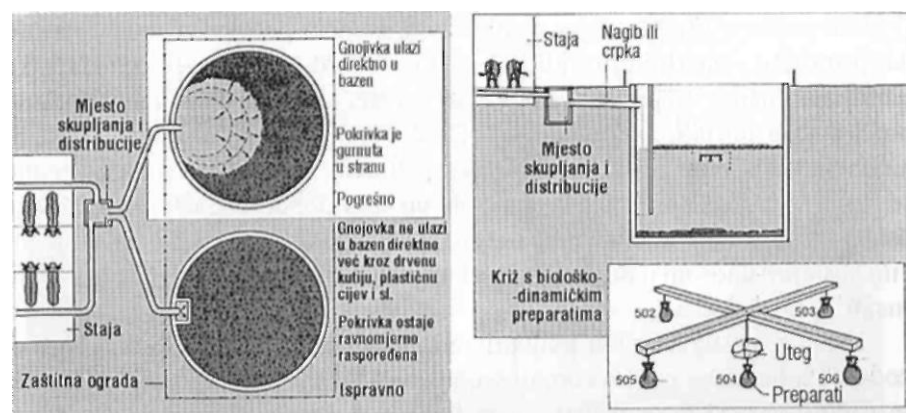 Gnojivka ulazi
direktno u
bazen
Mjesto
skupljanja i
distribucije
Pokrivka je
gurnuta
u stranu
Pogrešno
Gnojivka ne ulazi
u bazen direktno
već kroz drvenu
kutiju, plastičnu
cijev i sl.
Staja
Pokrivka ostaje
ravnomjerno
raspoređena
Zaštitna ograda
Ispravno
Staja
Nagib ili
crpka
Mjesto
skupljanja i
distribucije
Križ s biološko-
-dinamičkim
preparatima
502
503
Uteg
505
504
506
Preparati